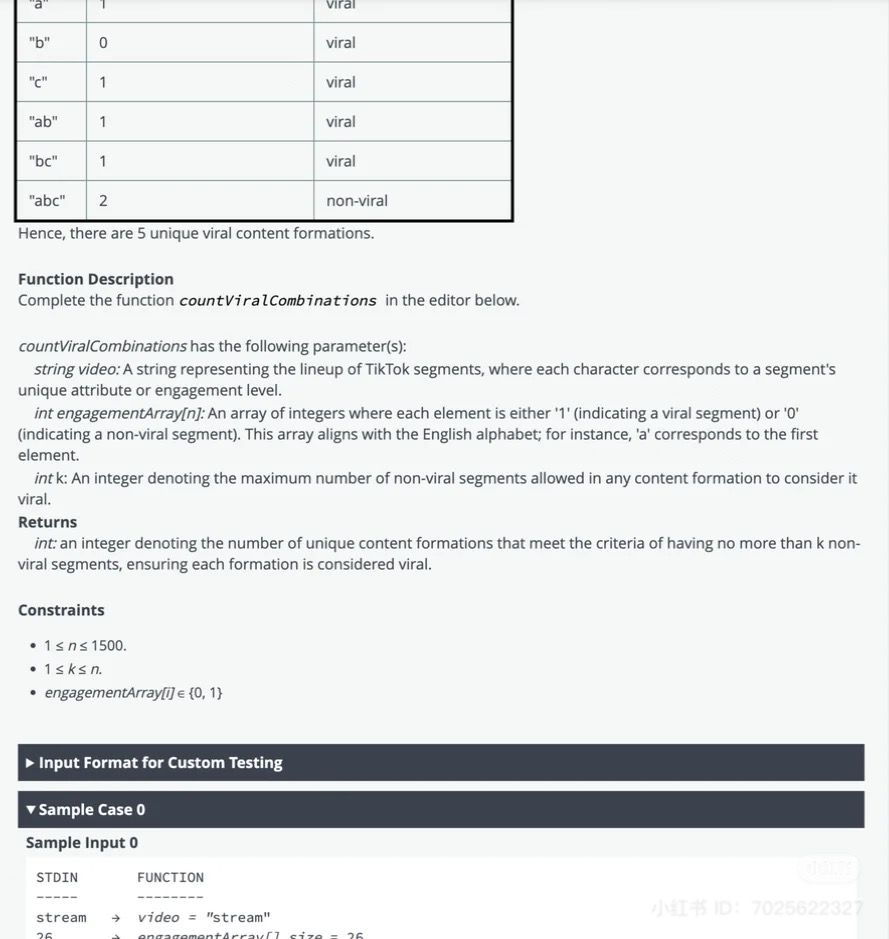 "a" 1 viral
"b" 0 viral
"c" 1 viral
"ab" 1 viral
"bc" 1 viral
"abc" 2 non-viral
Hence, there are 5 unique viral content formations.
Function Description
Complete the function countViralCombinations in the editor below.
countViralCombinations has the following parameter(s):
string video: A string representing the lineup of TikTok segments, where each character corresponds to a segment's
unique attribute or engagement level.
int engagementArray[n]: An array of integers where each element is either '1' (indicating a viral segment) or '0'
(indicating a non-viral segment). This array aligns with the English alphabet; for instance, 'a' corresponds to the first
element.
int k: An integer denoting the maximum number of non-viral segments allowed in any content formation to consider it
viral.
Returns
int: an integer denoting the number of unique content formations that meet the criteria of having no more than k non-
viral segments, ensuring each formation is considered viral.
Constraints
• 1 ≤ n ≤ 1500.
• 1 ≤ k ≤ n.
• engagementArray[i] ∈ {0, 1}
▶ Input Format for Custom Testing
▼ Sample Case 0
Sample Input 0
STDIN FUNCTION
----- --------
stream → video = "stream"
26 → engagementArray[] size = 26
小红书 ID: 7025622327